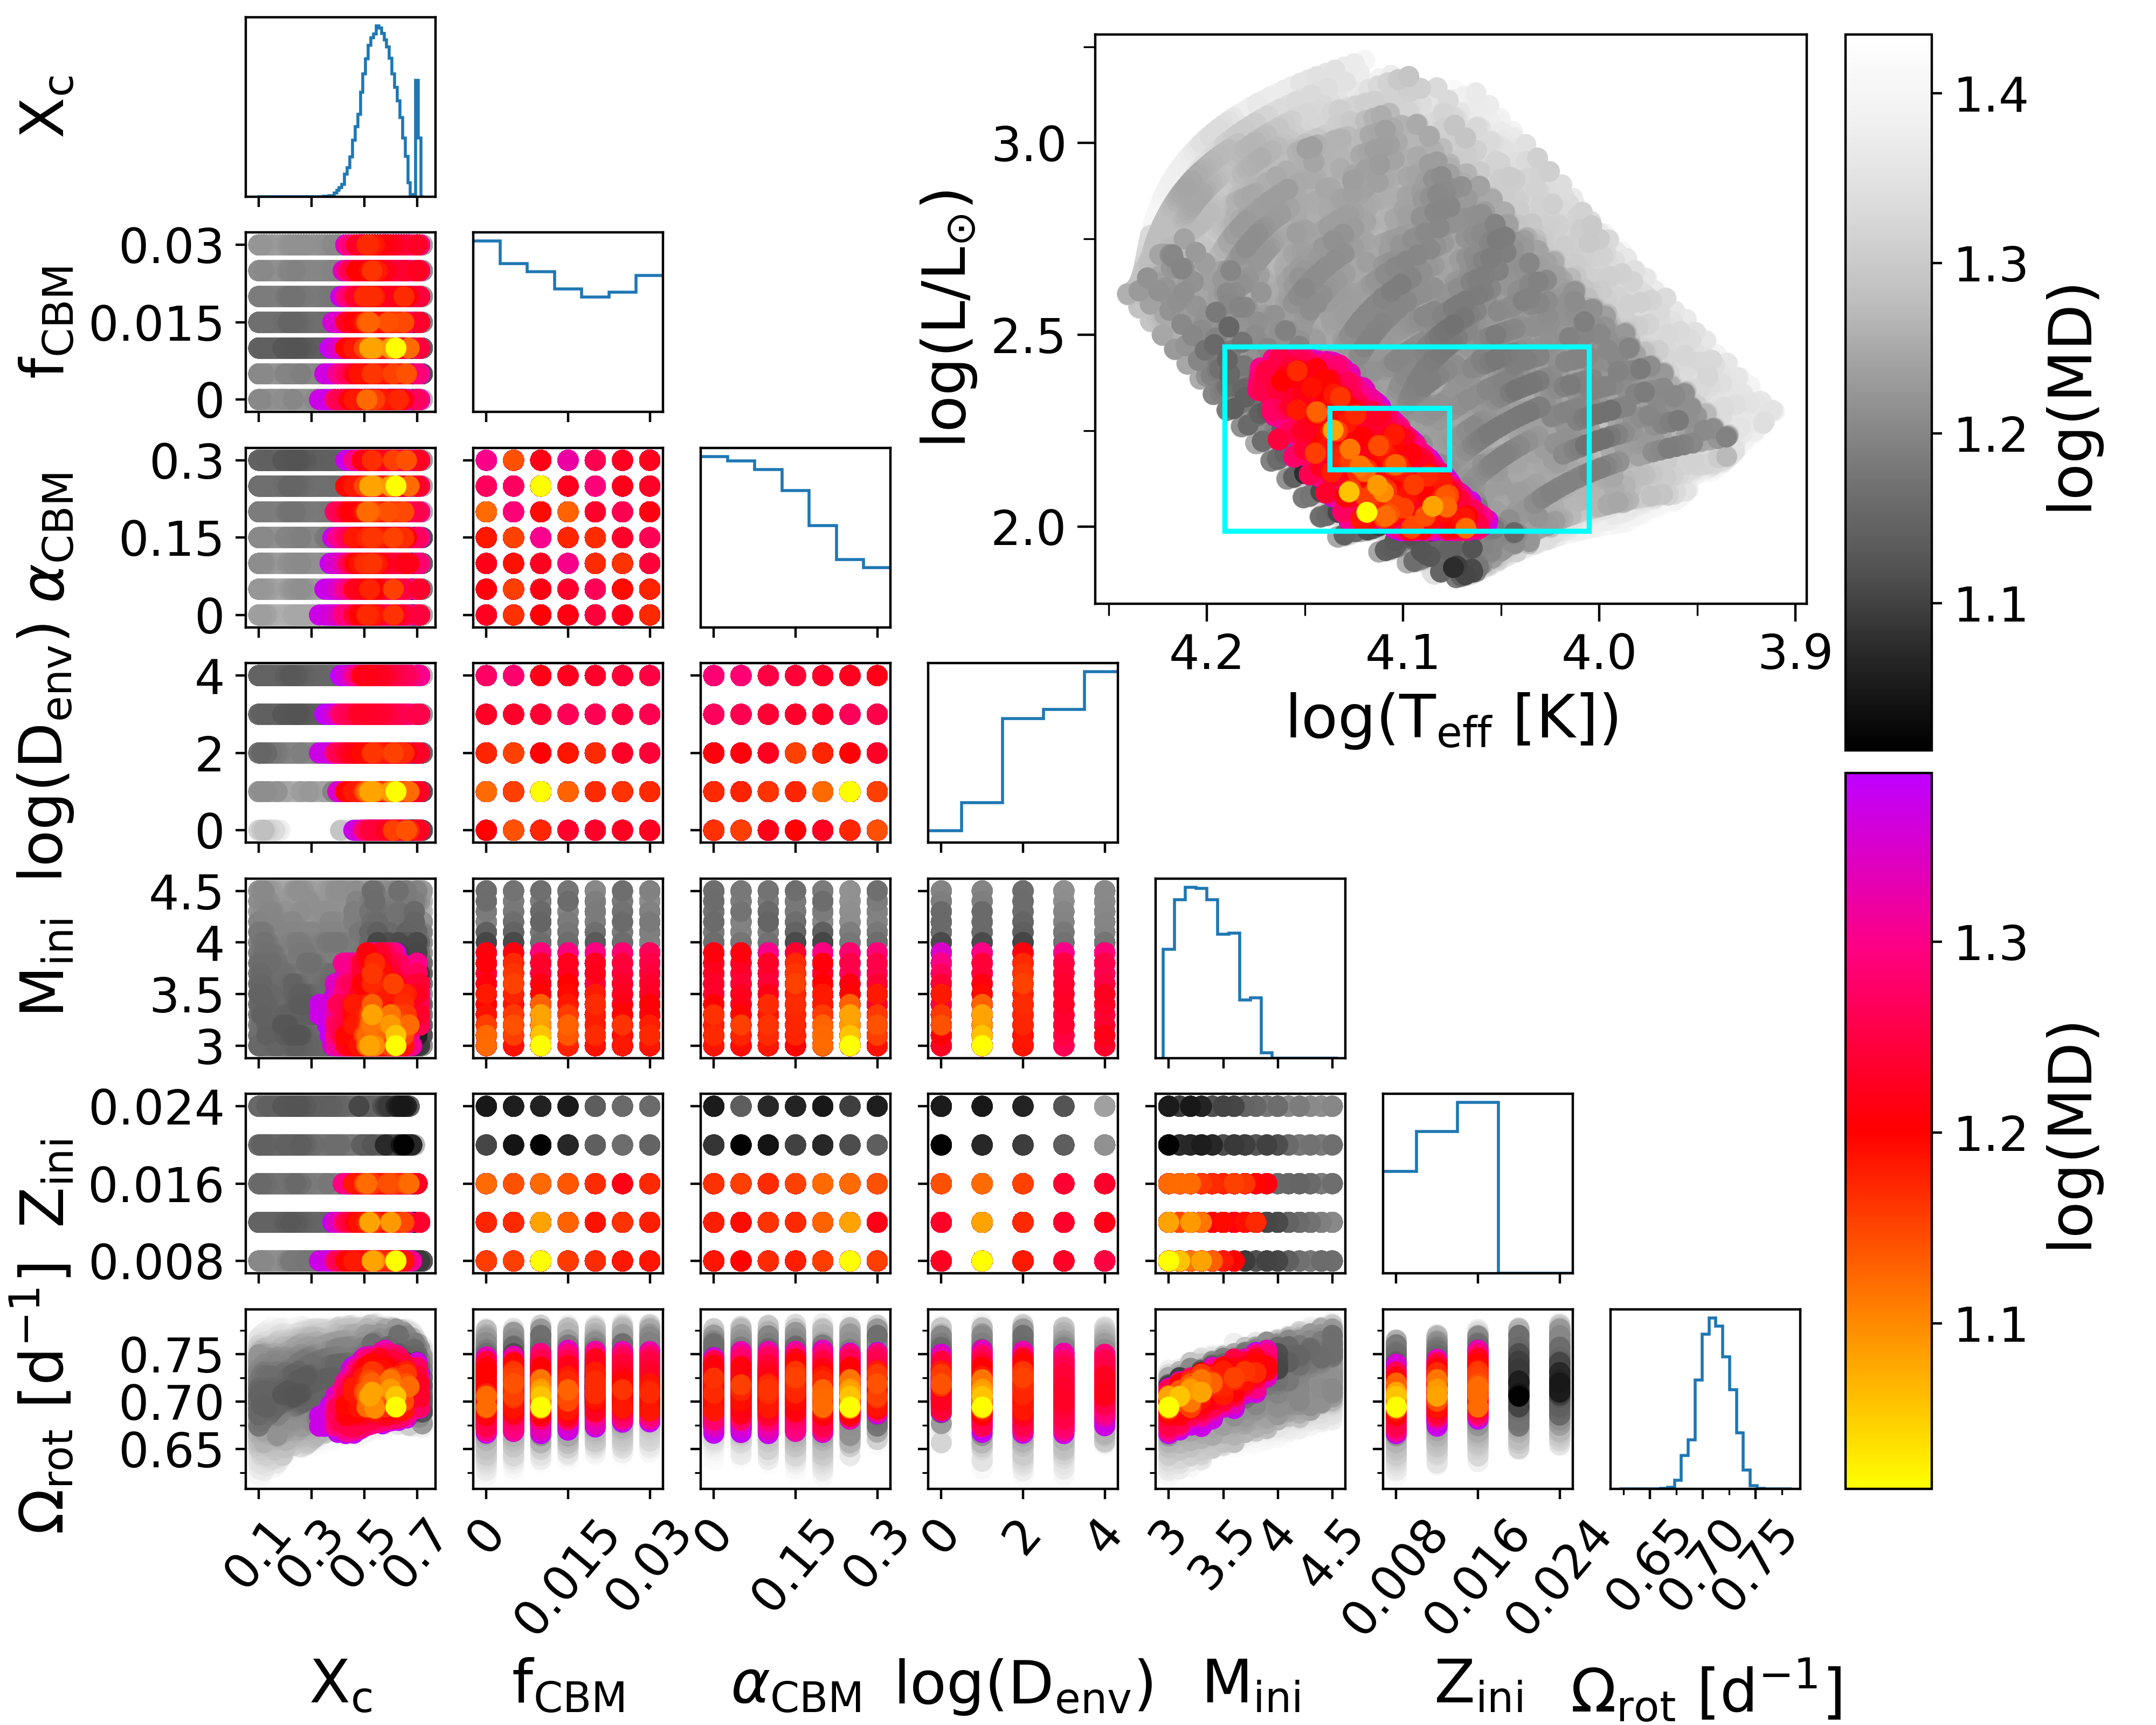 X_c
f_CBM
0.03
0.015
0
α_CBM
0.3
0.15
0
log(D_env)
4
2
0
M_ini
4.5
4
3.5
3
Z_ini
0.024
0.016
0.008
Ω_rot [d⁻¹]
0.75
0.70
0.65
0.1 0.3 0.5 0.7
0 0.015 0.03
0 0.15 0.3
0 2 4
3 3.5 4 4.5
0.008 0.016 0.024
0.65 0.70 0.75
X_c f_CBM α_CBM log(D_env) M_ini Z_ini Ω_rot [d⁻¹]
log(L/L_⊙)
3.0
2.5
2.0
4.2 4.1 4.0 3.9
log(T_eff [K])
1.4
1.3
1.2
1.1
log(MD)
1.3
1.2
1.1
log(MD)